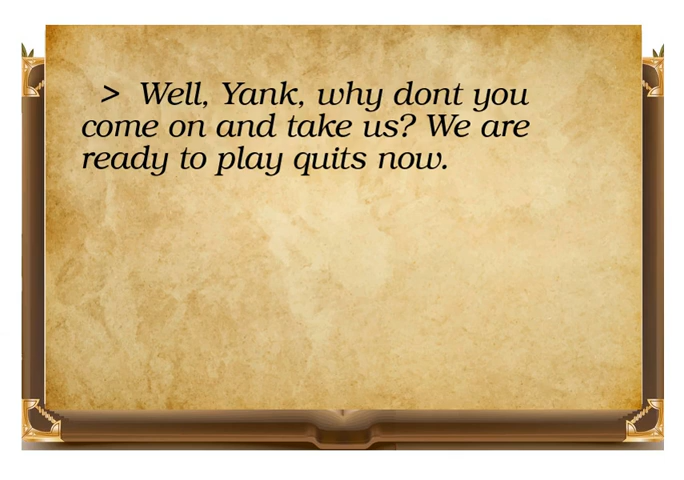 > Well, Yank, why dont you
come on and take us? We are
ready to play quits now.